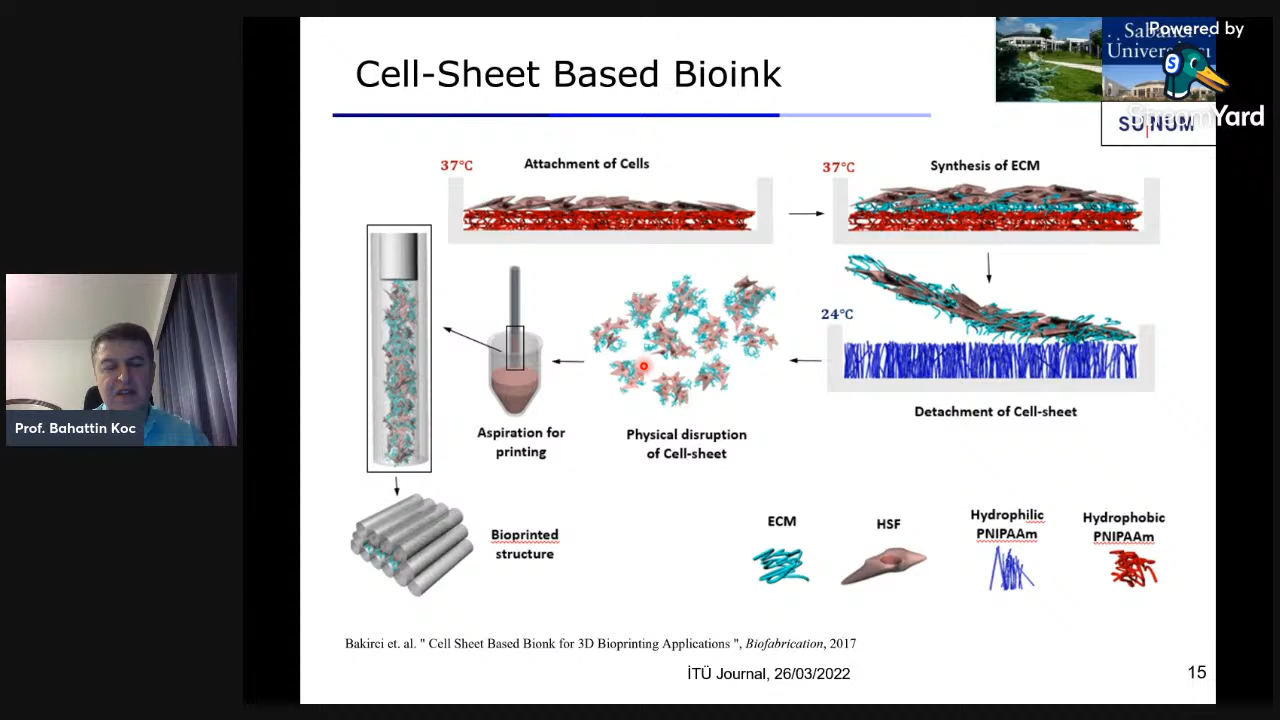 Cell-Sheet Based Bioink
Sabancı
Üniversitesi
Powered by
S
StreamYard
SUNUM
37°C
Attachment of Cells
37°C
Synthesis of ECM
24°C
Detachment of Cell-sheet
Physical disruption
of Cell-sheet
Aspiration for
printing
Bioprinted
structure
ECM
HSF
Hydrophilic
PNIPAAm
Hydrophobic
PNIPAAm
Prof. Bahattin Koc
Bakirci et. al. " Cell Sheet Based Bionk for 3D Bioprinting Applications ", Biofabrication, 2017
İTÜ Journal, 26/03/2022
15